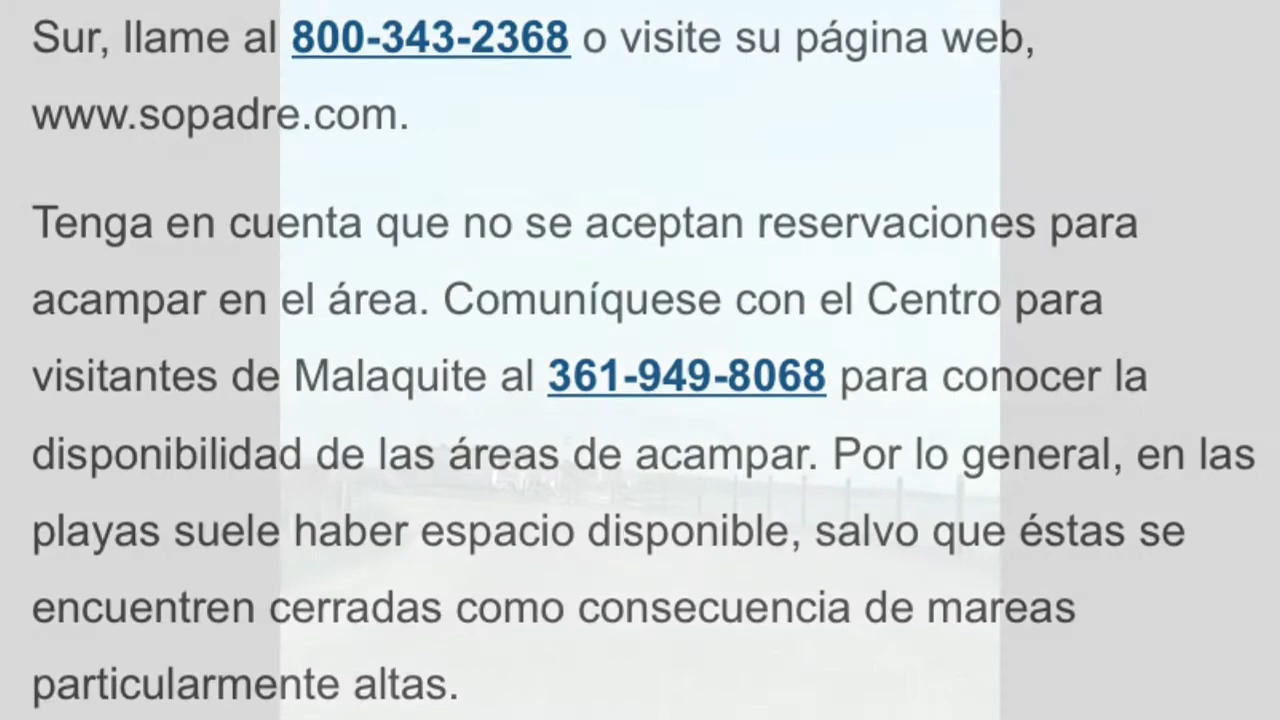 Sur, llame al 800-343-2368 o visite su página web,
www.sopadre.com.
Tenga en cuenta que no se aceptan reservaciones para
acampar en el área. Comuníquese con el Centro para
visitantes de Malaquite al 361-949-8068 para conocer la
disponibilidad de las áreas de acampar. Por lo general, en las
playas suele haber espacio disponible, salvo que éstas se
encuentren cerradas como consecuencia de mareas
particularmente altas.